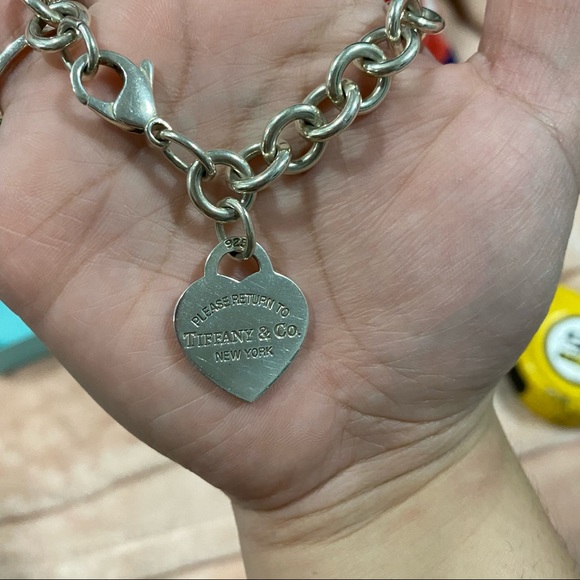 925
PLEASE RETURN TO
TIFFANY & CO.
NEW YORK